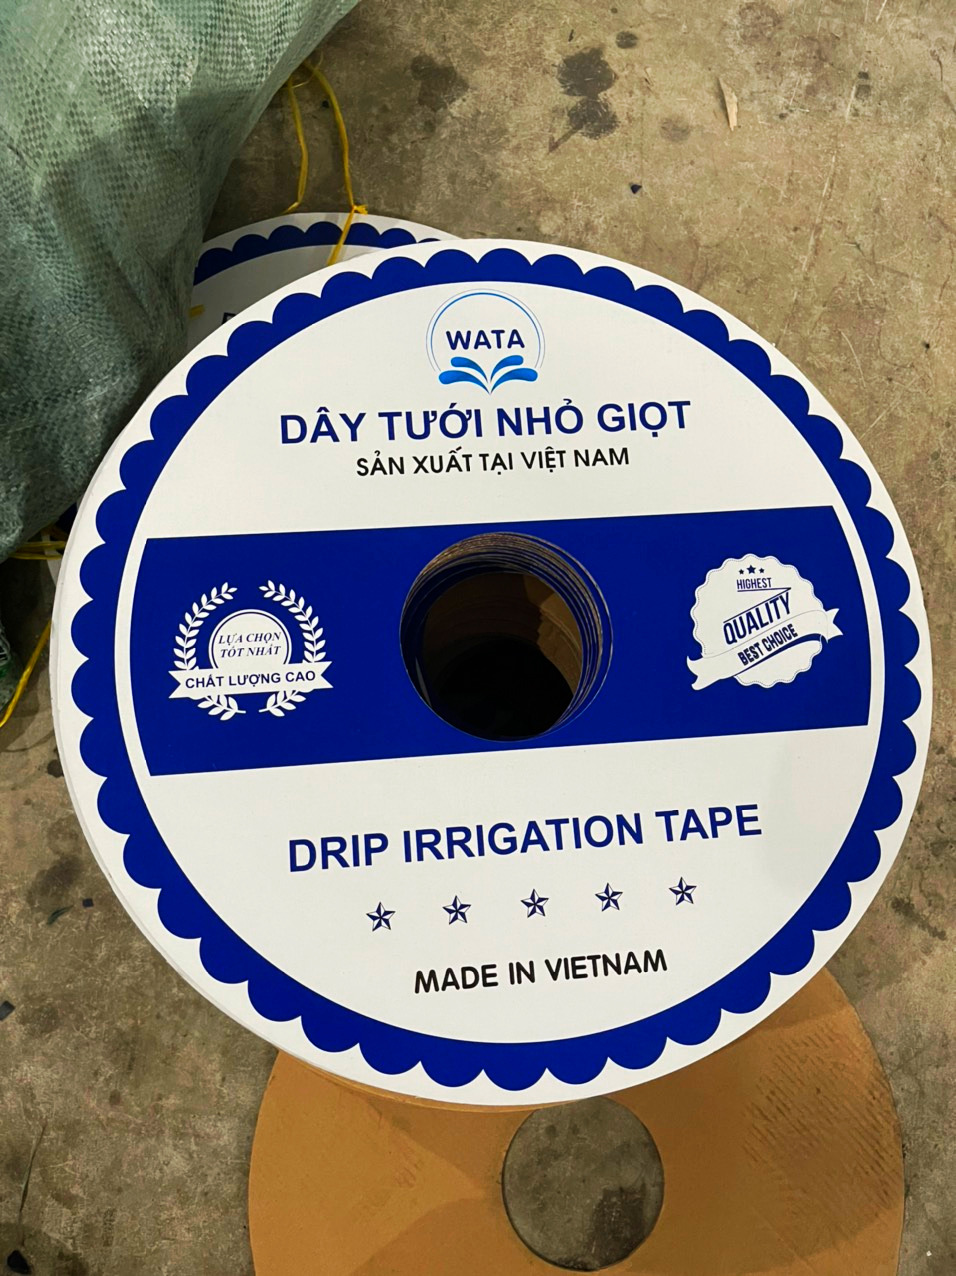 WATA
DÂY TƯỚI NHỎ GIỌT
SẢN XUẤT TẠI VIỆT NAM
LỰA CHỌN
TỐT NHẤT
CHẤT LƯỢNG CAO
HIGHEST
QUALITY
BEST CHOICE
DRIP IRRIGATION TAPE
MADE IN VIETNAM